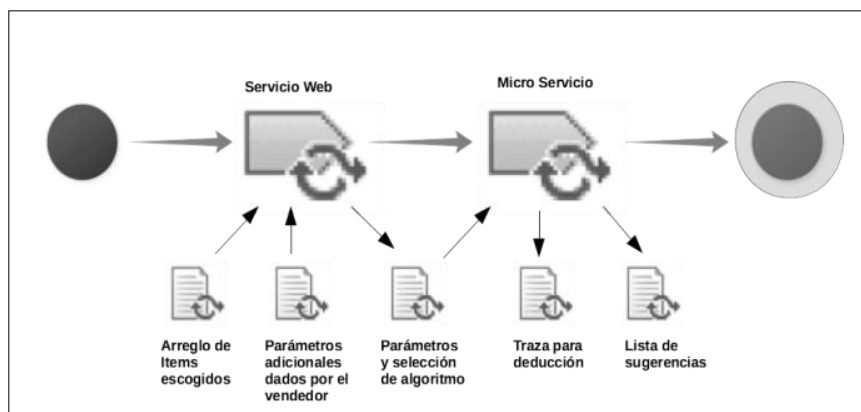 Servicio Web
Micro Servicio
Arreglo de
Items
escogidos
Parámetros
adicionales
dados por el
vendedor
Parámetros
y selección
de algoritmo
Traza para
deducción
Lista de
sugerencias